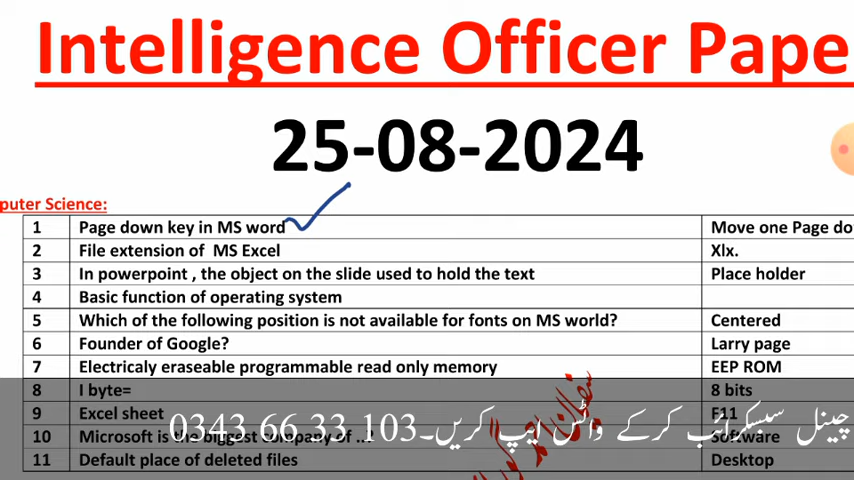 Intelligence Officer Pape
25-08-2024
puter Science:
1 Page down key in MS word Move one Page do
2 File extension of MS Excel Xlx.
3 In powerpoint , the object on the slide used to hold the text Place holder
4 Basic function of operating system
5 Which of the following position is not available for fonts on MS world? Centered
6 Founder of Google? Larry page
7 Electricaly eraseable programmable read only memory EEP ROM
8 I byte= 8 bits
9 Excel sheet F11
چینل سبسکرائب کرکے واٹس ایپ کریں۔0343 66 33 103
10 Microsoft is the biggest company of ..? software
11 Default place of deleted files Desktop